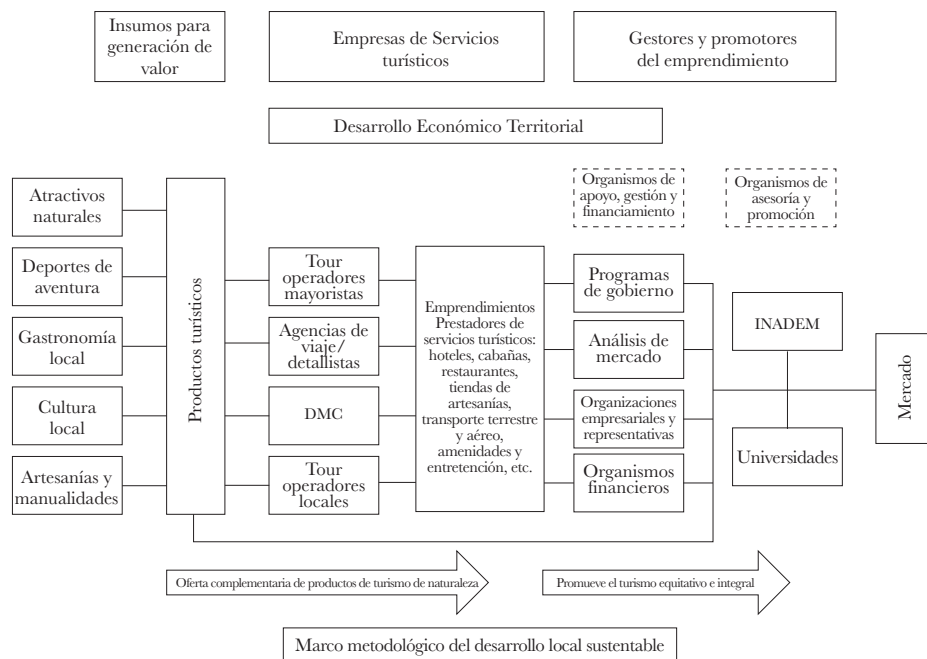 Insumos para
generación de
valor
Empresas de Servicios
turísticos
Gestores y promotores
del emprendimiento
Desarrollo Económico Territorial
Organismos de
apoyo, gestión y
financiamiento
Organismos de
asesoría y
promoción
Atractivos
naturales
Deportes de
aventura
Gastronomía
local
Cultura
local
Artesanías y
manualidades
Productos turísticos
Tour
operadores
mayoristas
Agencias de
viaje/
detallistas
DMC
Tour
operadores
locales
Emprendimientos
Prestadores de
servicios turísticos:
hoteles, cabañas,
restaurantes,
tiendas de
artesanías,
transporte terrestre
y aéreo,
amenidades y
entretención, etc.
Programas
de gobierno
Análisis de
mercado
Organizaciones
empresariales y
representativas
Organismos
financieros
INADEM
Universidades
Mercado
Oferta complementaria de productos de turismo de naturaleza
Promueve el turismo equitativo e integral
Marco metodológico del desarrollo local sustentable